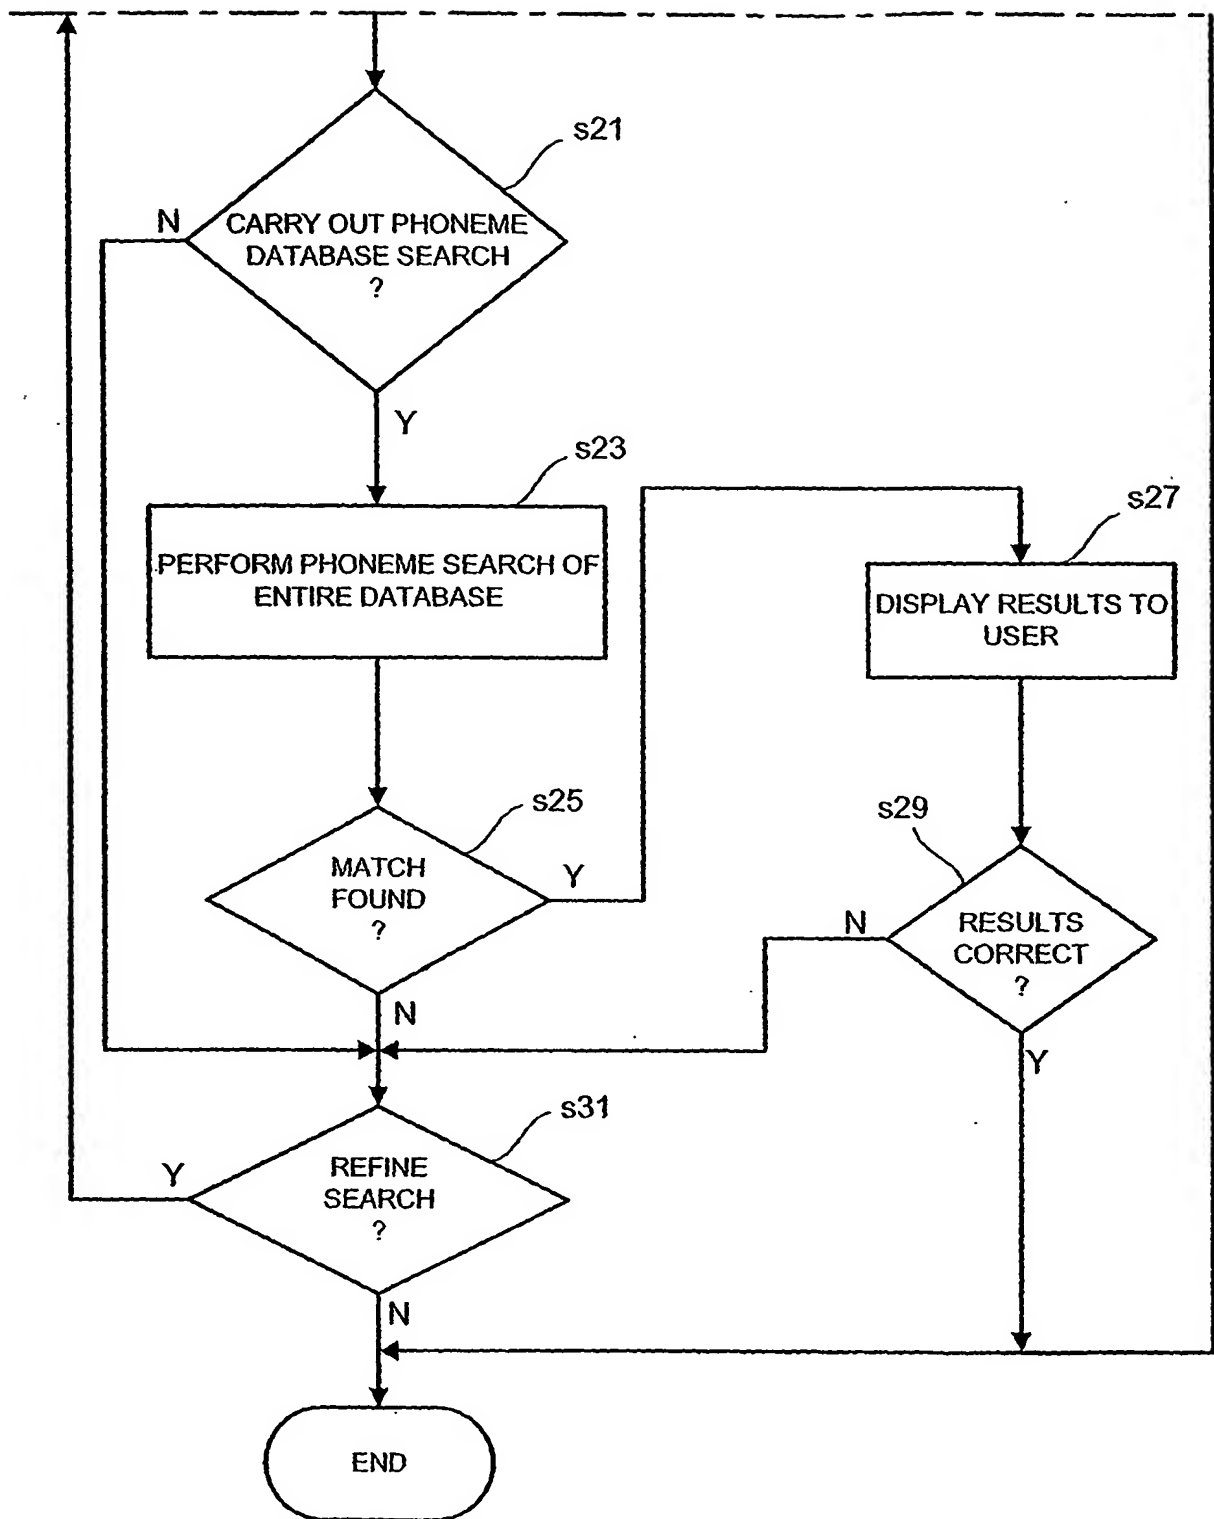 s21
N
CARRY OUT PHONEME
DATABASE SEARCH
?
Y
s23
PERFORM PHONEME SEARCH OF
ENTIRE DATABASE
s27
DISPLAY RESULTS TO
USER
s25
MATCH
FOUND
?
Y
N
s29
N
RESULTS
CORRECT
?
Y
s31
Y
REFINE
SEARCH
?
N
END